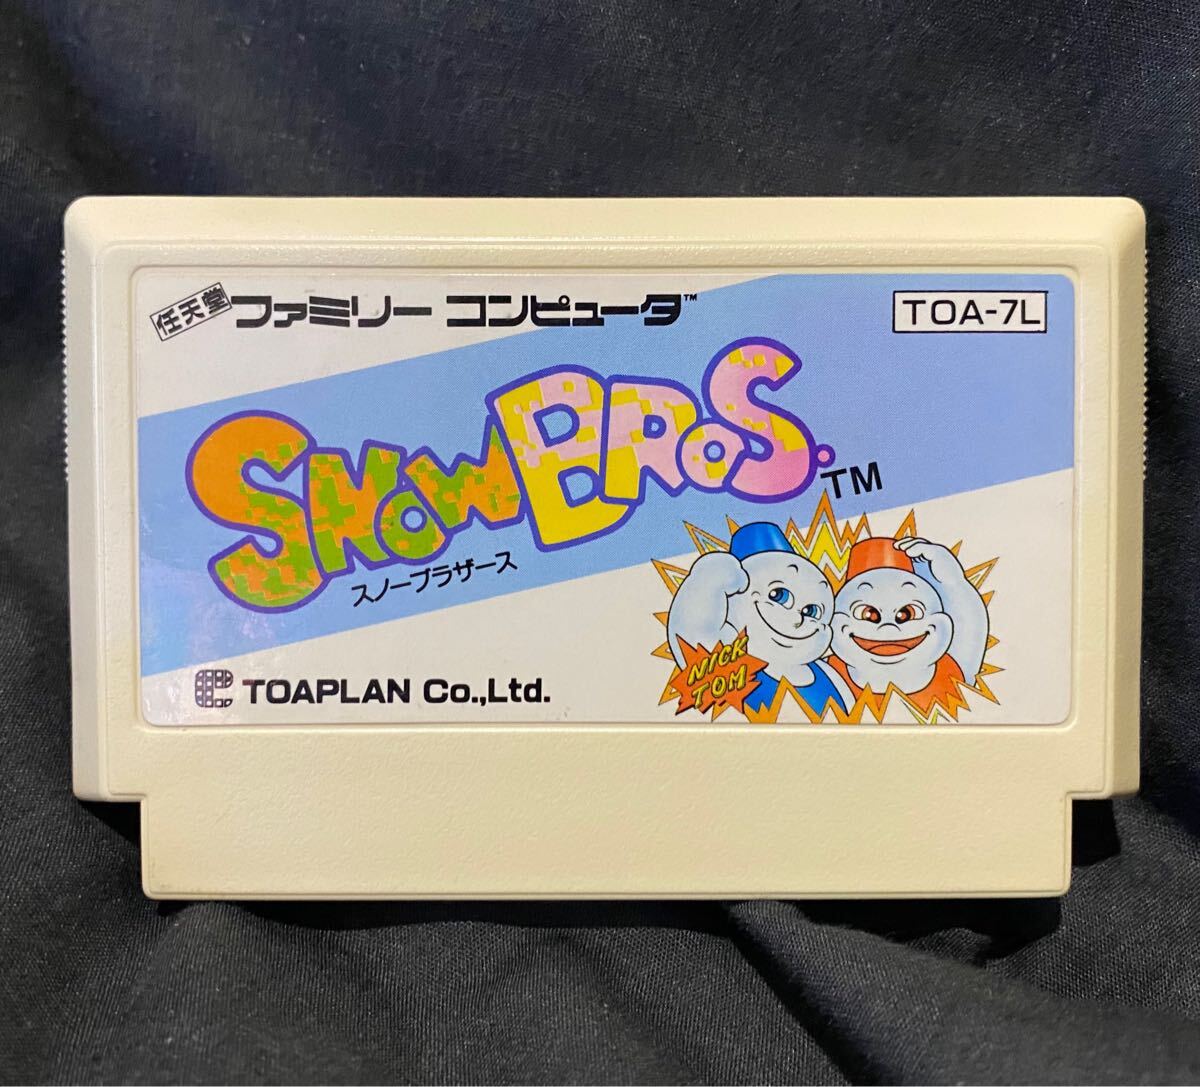 任天堂 ファミリー コンピュータ™
TOA-7L
SNOW BROS.™
スノーブラザース
NICK
TOM
TOAPLAN Co.,Ltd.